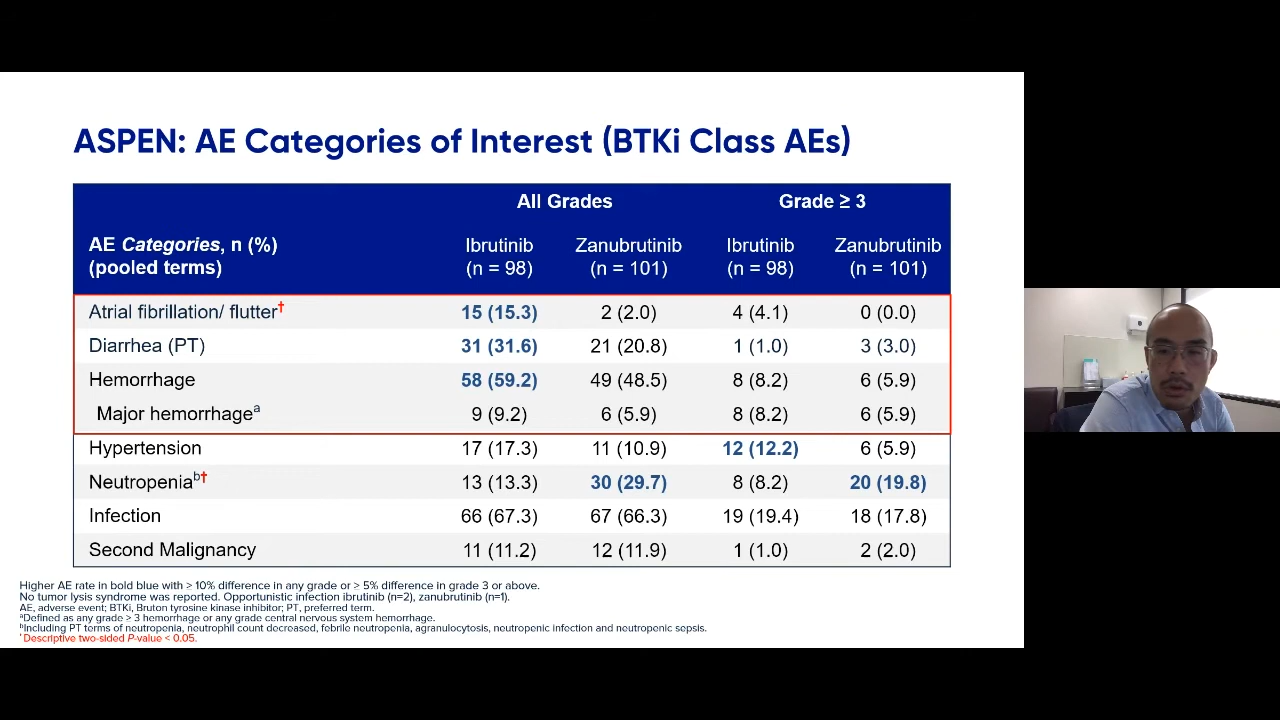 ASPEN: AE Categories of Interest (BTKi Class AEs)
All Grades Grade ≥ 3
AE Categories, n (%) (pooled terms) Ibrutinib (n = 98) Zanubrutinib (n = 101) Ibrutinib (n = 98) Zanubrutinib (n = 101)
Atrial fibrillation/ flutter† 15 (15.3) 2 (2.0) 4 (4.1) 0 (0.0)
Diarrhea (PT) 31 (31.6) 21 (20.8) 1 (1.0) 3 (3.0)
Hemorrhage 58 (59.2) 49 (48.5) 8 (8.2) 6 (5.9)
Major hemorrhageᵃ 9 (9.2) 6 (5.9) 8 (8.2) 6 (5.9)
Hypertension 17 (17.3) 11 (10.9) 12 (12.2) 6 (5.9)
Neutropeniaᵇ† 13 (13.3) 30 (29.7) 8 (8.2) 20 (19.8)
Infection 66 (67.3) 67 (66.3) 19 (19.4) 18 (17.8)
Second Malignancy 11 (11.2) 12 (11.9) 1 (1.0) 2 (2.0)
Higher AE rate in bold blue with ≥ 10% difference in any grade or ≥ 5% difference in grade 3 or above.
No tumor lysis syndrome was reported. Opportunistic infection ibrutinib (n=2), zanubrutinib (n=1).
AE, adverse event; BTKi, Bruton tyrosine kinase inhibitor; PT, preferred term.
ᵃDefined as any grade ≥ 3 hemorrhage or any grade central nervous system hemorrhage.
ᵇIncluding PT terms of neutropenia, neutrophil count decreased, febrile neutropenia, agranulocytosis, neutropenic infection and neutropenic sepsis.
†Descriptive two-sided P-value < 0.05.